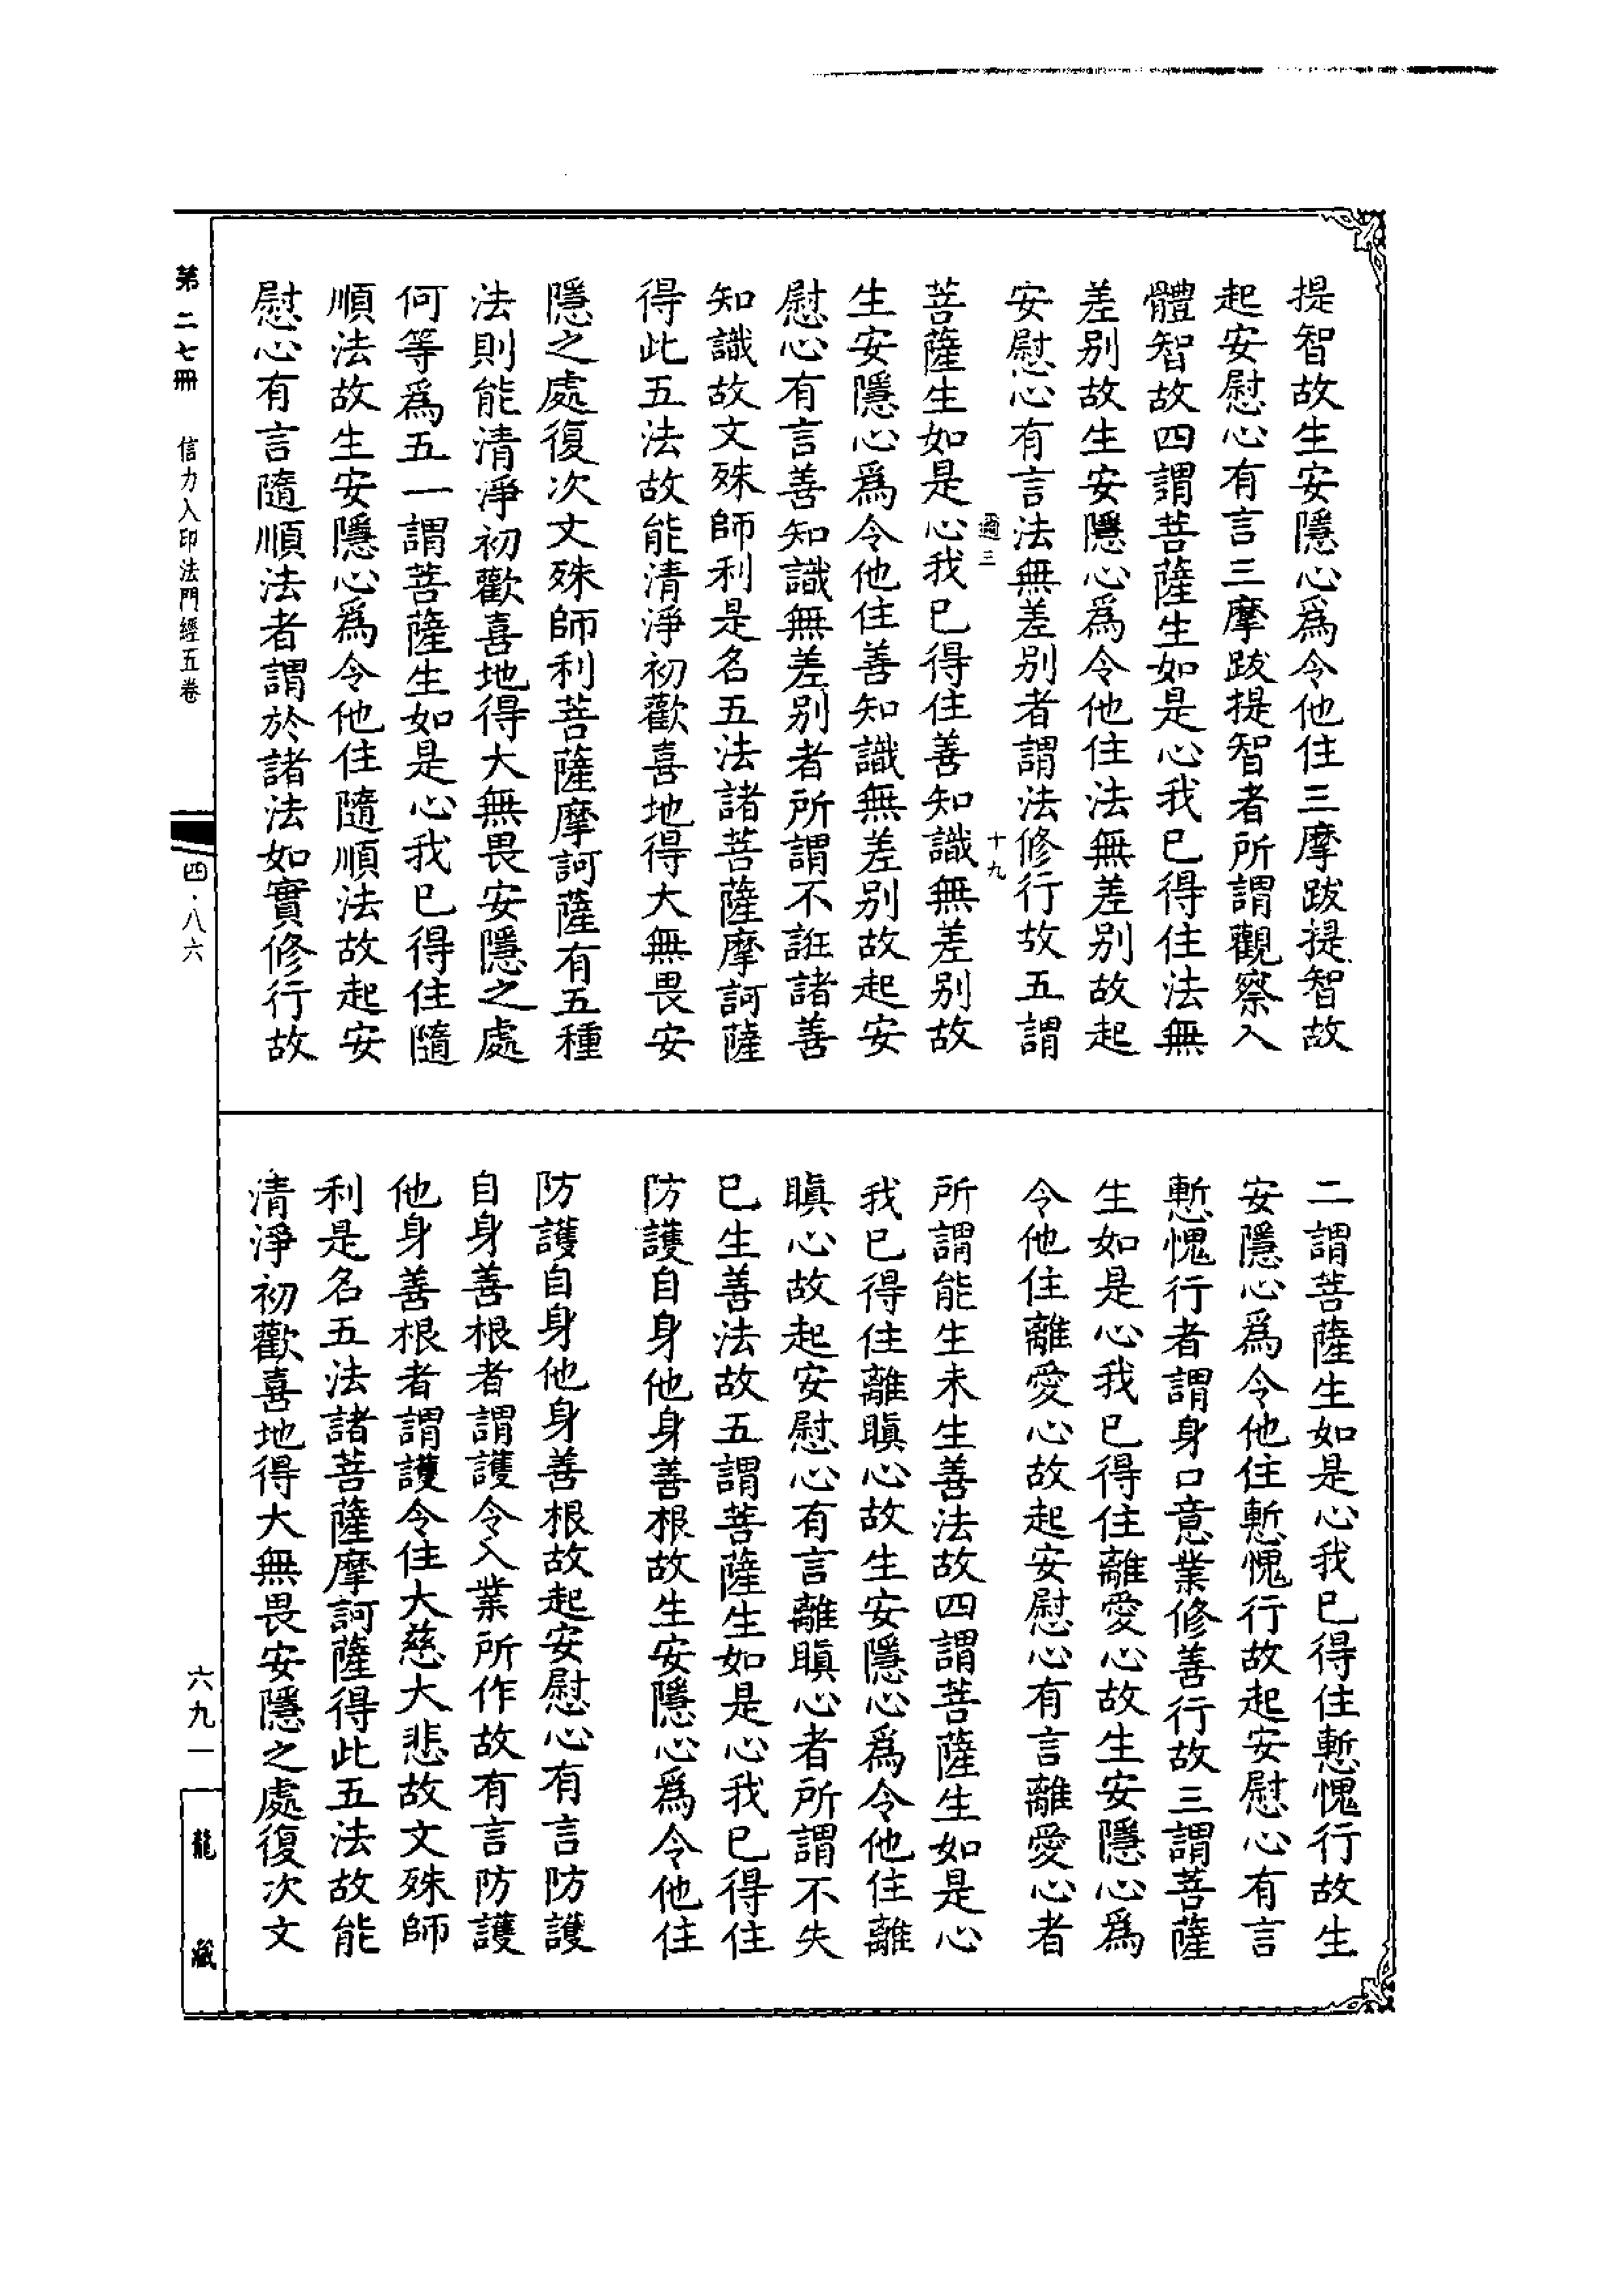 提智故生安隱心為令他住三摩跋提智故
起安慰心有言三摩跋提智者所謂觀察入
體智故四謂菩薩生如是心我已得住法無
差别故生安隱心為令他住法無差别故起
安慰心有言法無差别者謂法修行故五謂
週三 十九
菩薩生如是心我已得住善知識無差别故
生安隱心為令他住善知識無差别故起安
慰心有言善知識無差别者所謂不誑諸善
知識故文殊師利是名五法諸菩薩摩訶薩
得此五法故能清淨初歡喜地得大無畏安
隱之處復次文殊師利菩薩摩訶薩有五種
法則能清淨初歡喜地得大無畏安隱之處
何等為五一謂菩薩生如是心我已得住隨
順法故生安隱心為令他住隨順法故起安
慰心有言隨順法者謂於諸法如實修行故
二謂菩薩生如是心我已得住慙愧行故生
安隱心為令他住慙愧行故起安慰心有言
慙愧行者謂身口意業修善行故三謂菩薩
生如是心我已得住離愛心故生安隱心為
令他住離愛心故起安慰心有言離愛心者
所謂能生未生善法故四謂菩薩生如是心
我已得住離瞋心故生安隱心為令他住離
瞋心故起安慰心有言離瞋心者所謂不失
已生善法故五謂菩薩生如是心我已得住
防護自身他身善根故生安隱心為令他住
防護自身他身善根故起安慰心有言防護
自身善根者謂護令入業所作故有言防護
他身善根者謂護令住大慈大悲故文殊師
利是名五法諸菩薩摩訶薩得此五法故能
清淨初歡喜地得大無畏安隱之處復次文
第二七冊 信力入印法門經五卷 四·八六
六九一 龍藏